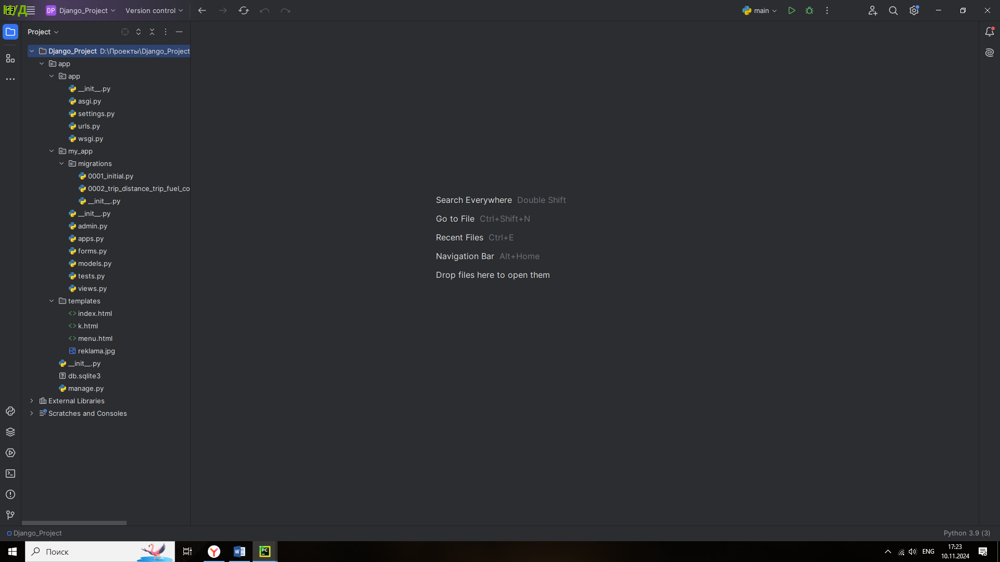 DP Django_Project Version control main
Project
Django_Project D:\Проекты\Django_Project
app
app
__init__.py
asgi.py
settings.py
urls.py
wsgi.py
my_app
migrations
0001_initial.py
0002_trip_distance_trip_fuel_co
__init__.py
__init__.py
admin.py
apps.py
forms.py
models.py
tests.py
views.py
templates
index.html
k.html
menu.html
reklama.jpg
__init__.py
db.sqlite3
manage.py
External Libraries
Scratches and Consoles
Search Everywhere Double Shift
Go to File Ctrl+Shift+N
Recent Files Ctrl+E
Navigation Bar Alt+Home
Drop files here to open them
Django_Project Python 3.9 (3)
Поиск
PC
ENG
17:23
10.11.2024